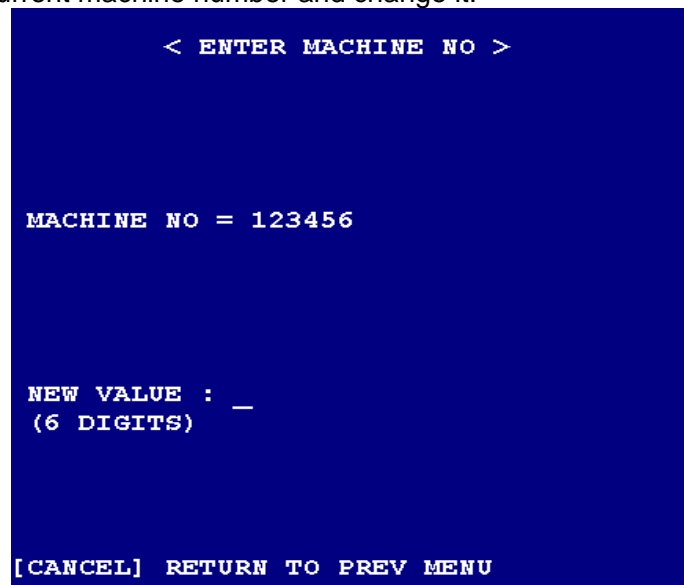 urrent machine number and change it.
< ENTER MACHINE NO >
MACHINE NO = 123456
NEW VALUE : _
(6 DIGITS)
[CANCEL] RETURN TO PREV MENU